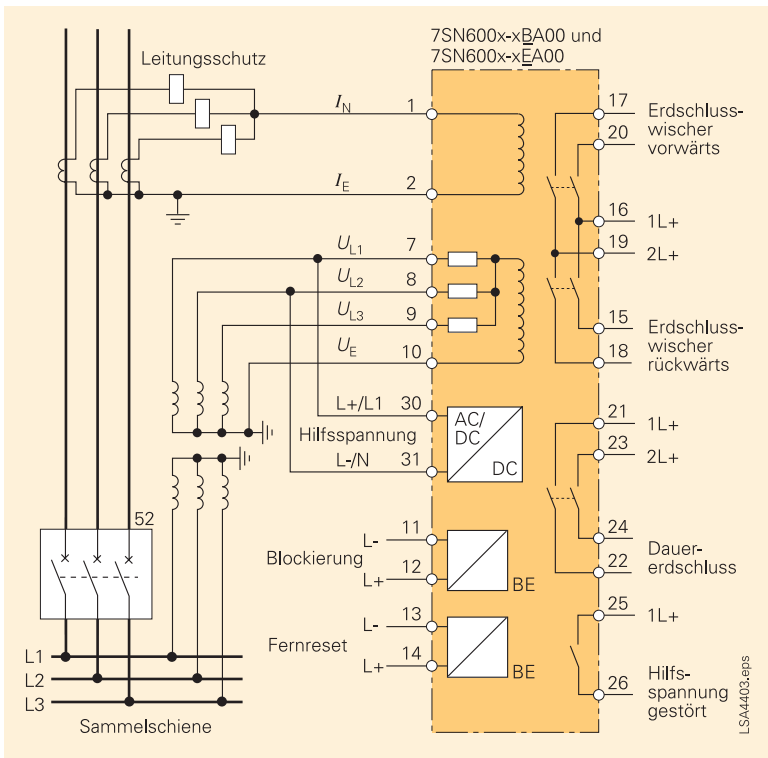 7SN600x-xBA00 und
7SN600x-xEA00
Leitungsschutz
IN
1
IE
2
UL1
7
UL2
8
UL3
9
UE
10
L+/L1
30
Hilfsspannung
L-/N
31
AC/
DC
DC
52
Blockierung
L-
11
L+
12
BE
Fernreset
L-
13
L+
14
BE
L1
L2
L3
Sammelschiene
17
Erdschluss-
20
wischer
vorwärts
16
1L+
19
2L+
15
Erdschluss-
wischer
18
rückwärts
21
1L+
23
2L+
24
Dauer-
22
erdschluss
25
1L+
26
Hilfs-
spannung
gestört
LSA4403.eps